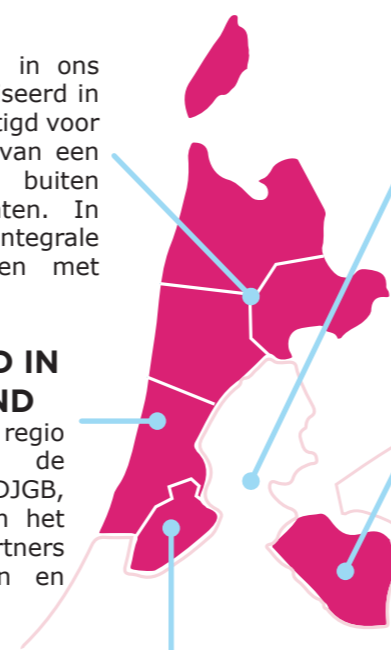 in ons
seerd in
tigd voor
van een
buiten
ten. In
ntegrale
en met
D IN
ND
regio
de
DJGB,
n het
rtners
n en